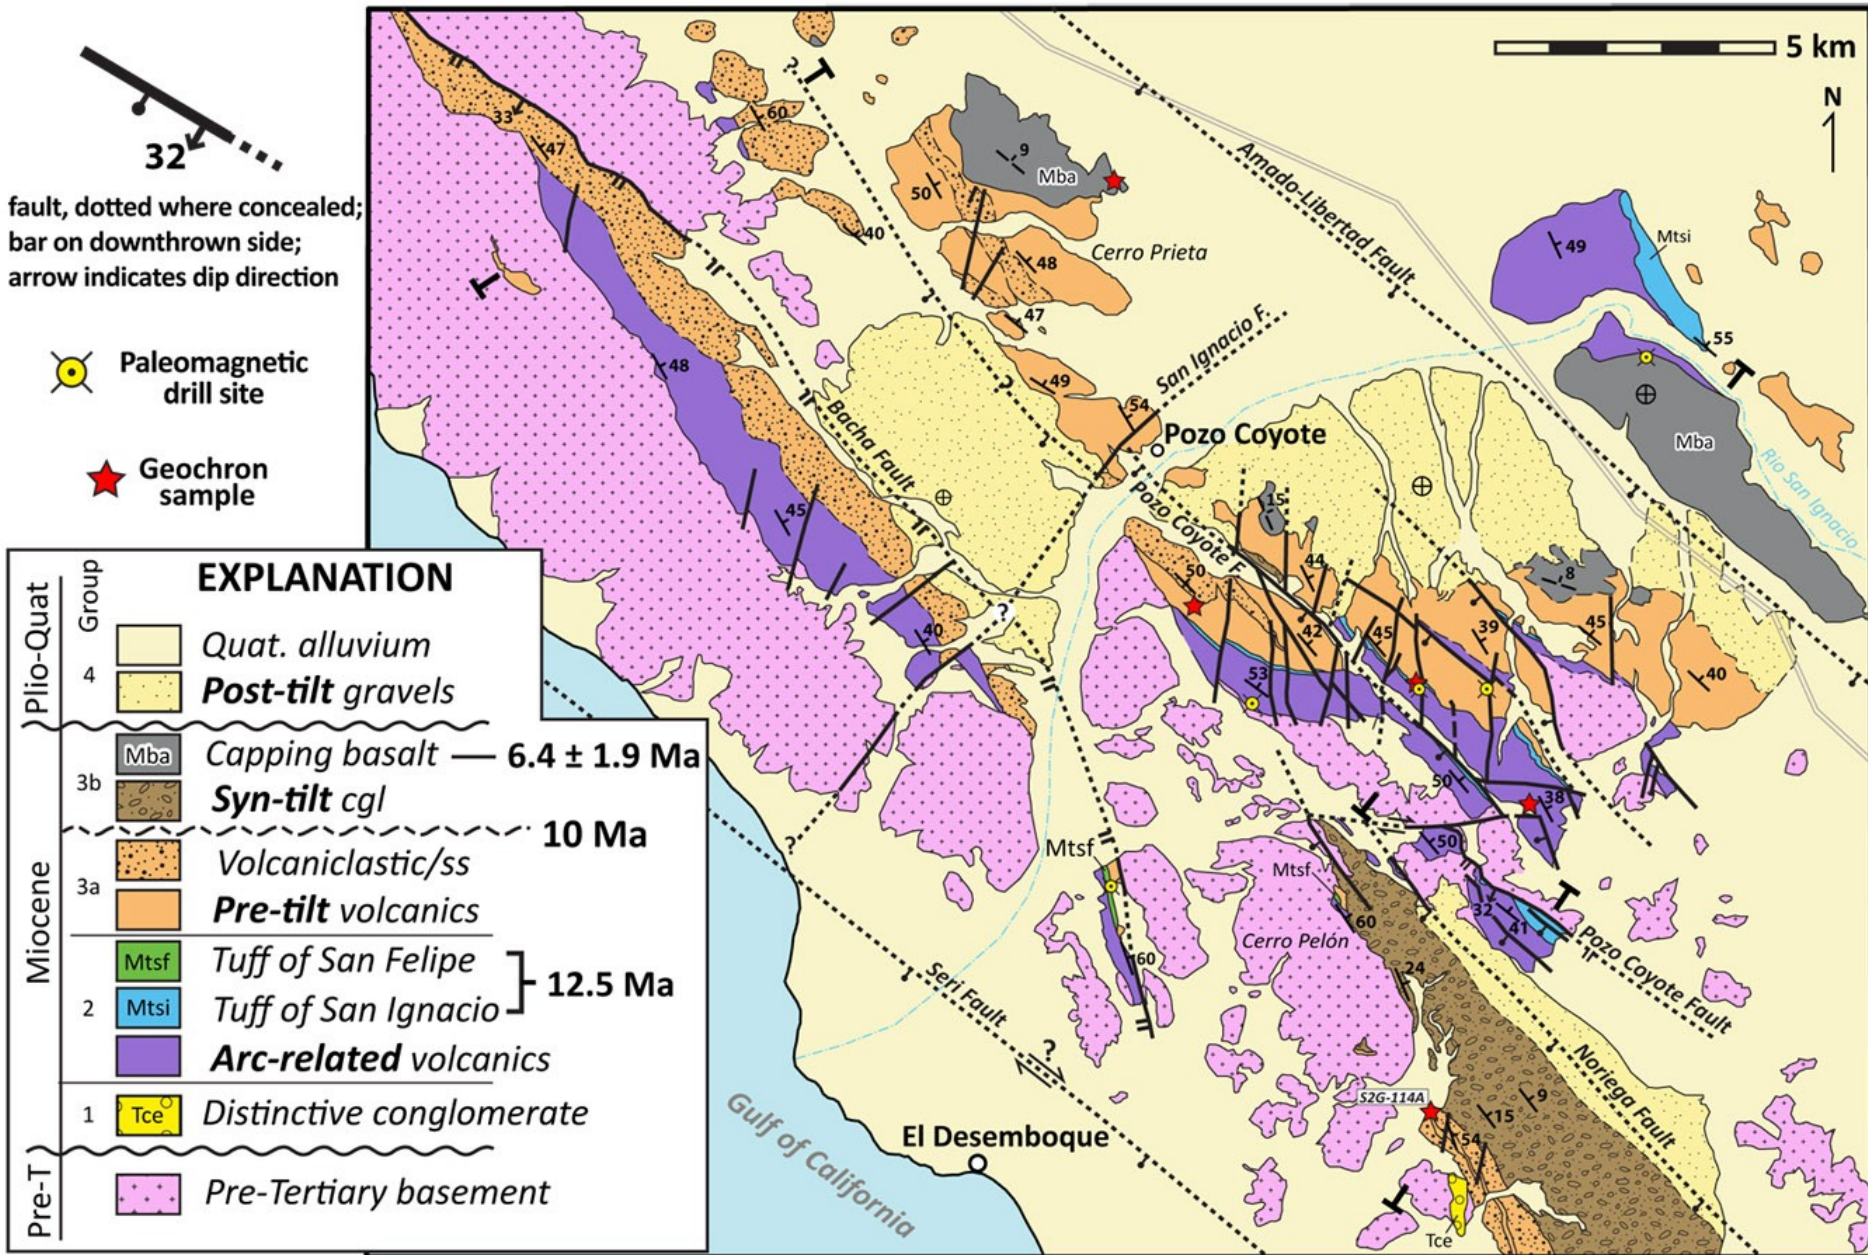 32
fault, dotted where concealed;
bar on downthrown side;
arrow indicates dip direction
Paleomagnetic
drill site
Geochron
sample
EXPLANATION
Group
Plio-Quat
4
Quat. alluvium
Post-tilt gravels
Miocene
3b
Mba
Capping basalt — 6.4 ± 1.9 Ma
Syn-tilt cgl
10 Ma
3a
Volcaniclastic/ss
Pre-tilt volcanics
2
Mtsf
Tuff of San Felipe
12.5 Ma
Mtsi
Tuff of San Ignacio
Arc-related volcanics
1
Tce
Distinctive conglomerate
Pre-T
Pre-Tertiary basement
5 km
N
?
33
47
60
9
Mba
50
40
48
Cerro Prieta
47
Amado-Libertad Fault
49
Mtsi
55
Mba
Rio San Ignacio
San Ignacio F.
?
49
54
Pozo Coyote
48
Bacha Fault
45
Pozo Coyote F.
15
44
8
50
42
45
39
45
40
40
?
53
50
38
50
?
Mtsf
60
Mtsf
60
Cerro Pelón
32
41
Pozo Coyote Fault
24
Seri Fault
?
Noriega Fault
S2G-114A
15
9
54
Tce
El Desemboque
Gulf of California